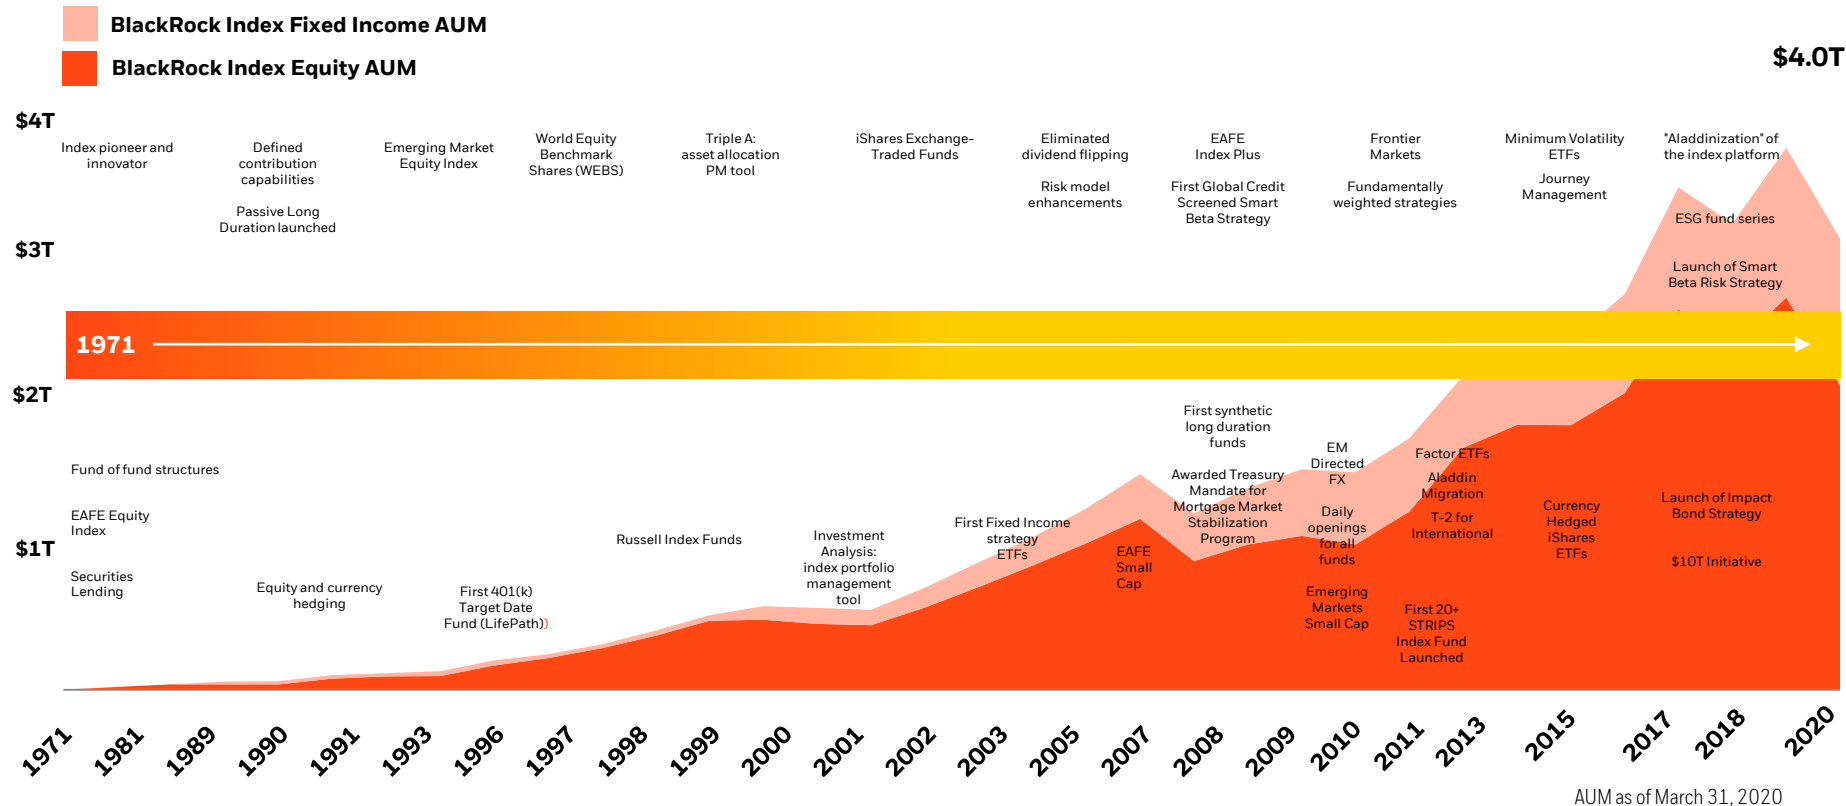 BlackRock Index Fixed Income AUM
BlackRock Index Equity AUM
$4.0T
$4T
$3T
$2T
$1T
Index pioneer and
innovator
Defined
contribution
capabilities
Passive Long
Duration launched
Emerging Market
Equity Index
World Equity
Benchmark
Shares (WEBS)
Triple A:
asset allocation
PM tool
iShares Exchange-
Traded Funds
Eliminated
dividend flipping
Risk model
enhancements
EAFE
Index Plus
First Global Credit
Screened Smart
Beta Strategy
Frontier
Markets
Fundamentally
weighted strategies
Minimum Volatility
ETFs
Journey
Management
"Aladdinization" of
the index platform
ESG fund series
Launch of Smart
Beta Risk Strategy
1971
Fund of fund structures
EAFE Equity
Index
Securities
Lending
Equity and currency
hedging
First 401(k)
Target Date
Fund (LifePath))
Russell Index Funds
Investment
Analysis:
index portfolio
management
tool
First Fixed Income
strategy
ETFs
EAFE
Small
Cap
First synthetic
long duration
funds
Awarded Treasury
Mandate for
Mortgage Market
Stabilization
Program
EM
Directed
FX
Daily
openings
for all
funds
Emerging
Markets
Small Cap
Factor ETFs
Aladdin
Migration
T-2 for
International
First 20+
STRIPS
Index Fund
Launched
Currency
Hedged
iShares
ETFs
Launch of Impact
Bond Strategy
$10T Initiative
1971
1981
1989
1990
1991
1993
1996
1997
1998
1999
2000
2001
2002
2003
2005
2007
2008
2009
2010
2011
2013
2015
2017
2018
2020
AUM as of March 31, 2020